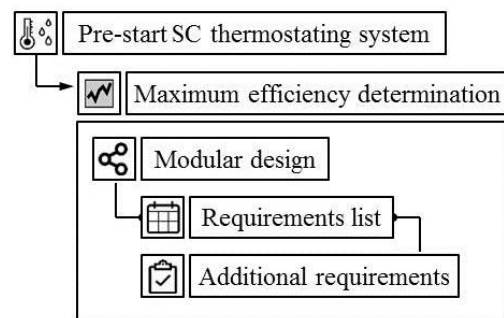 Pre-start SC thermostating system
Maximum efficiency determination
Modular design
Requirements list
Additional requirements